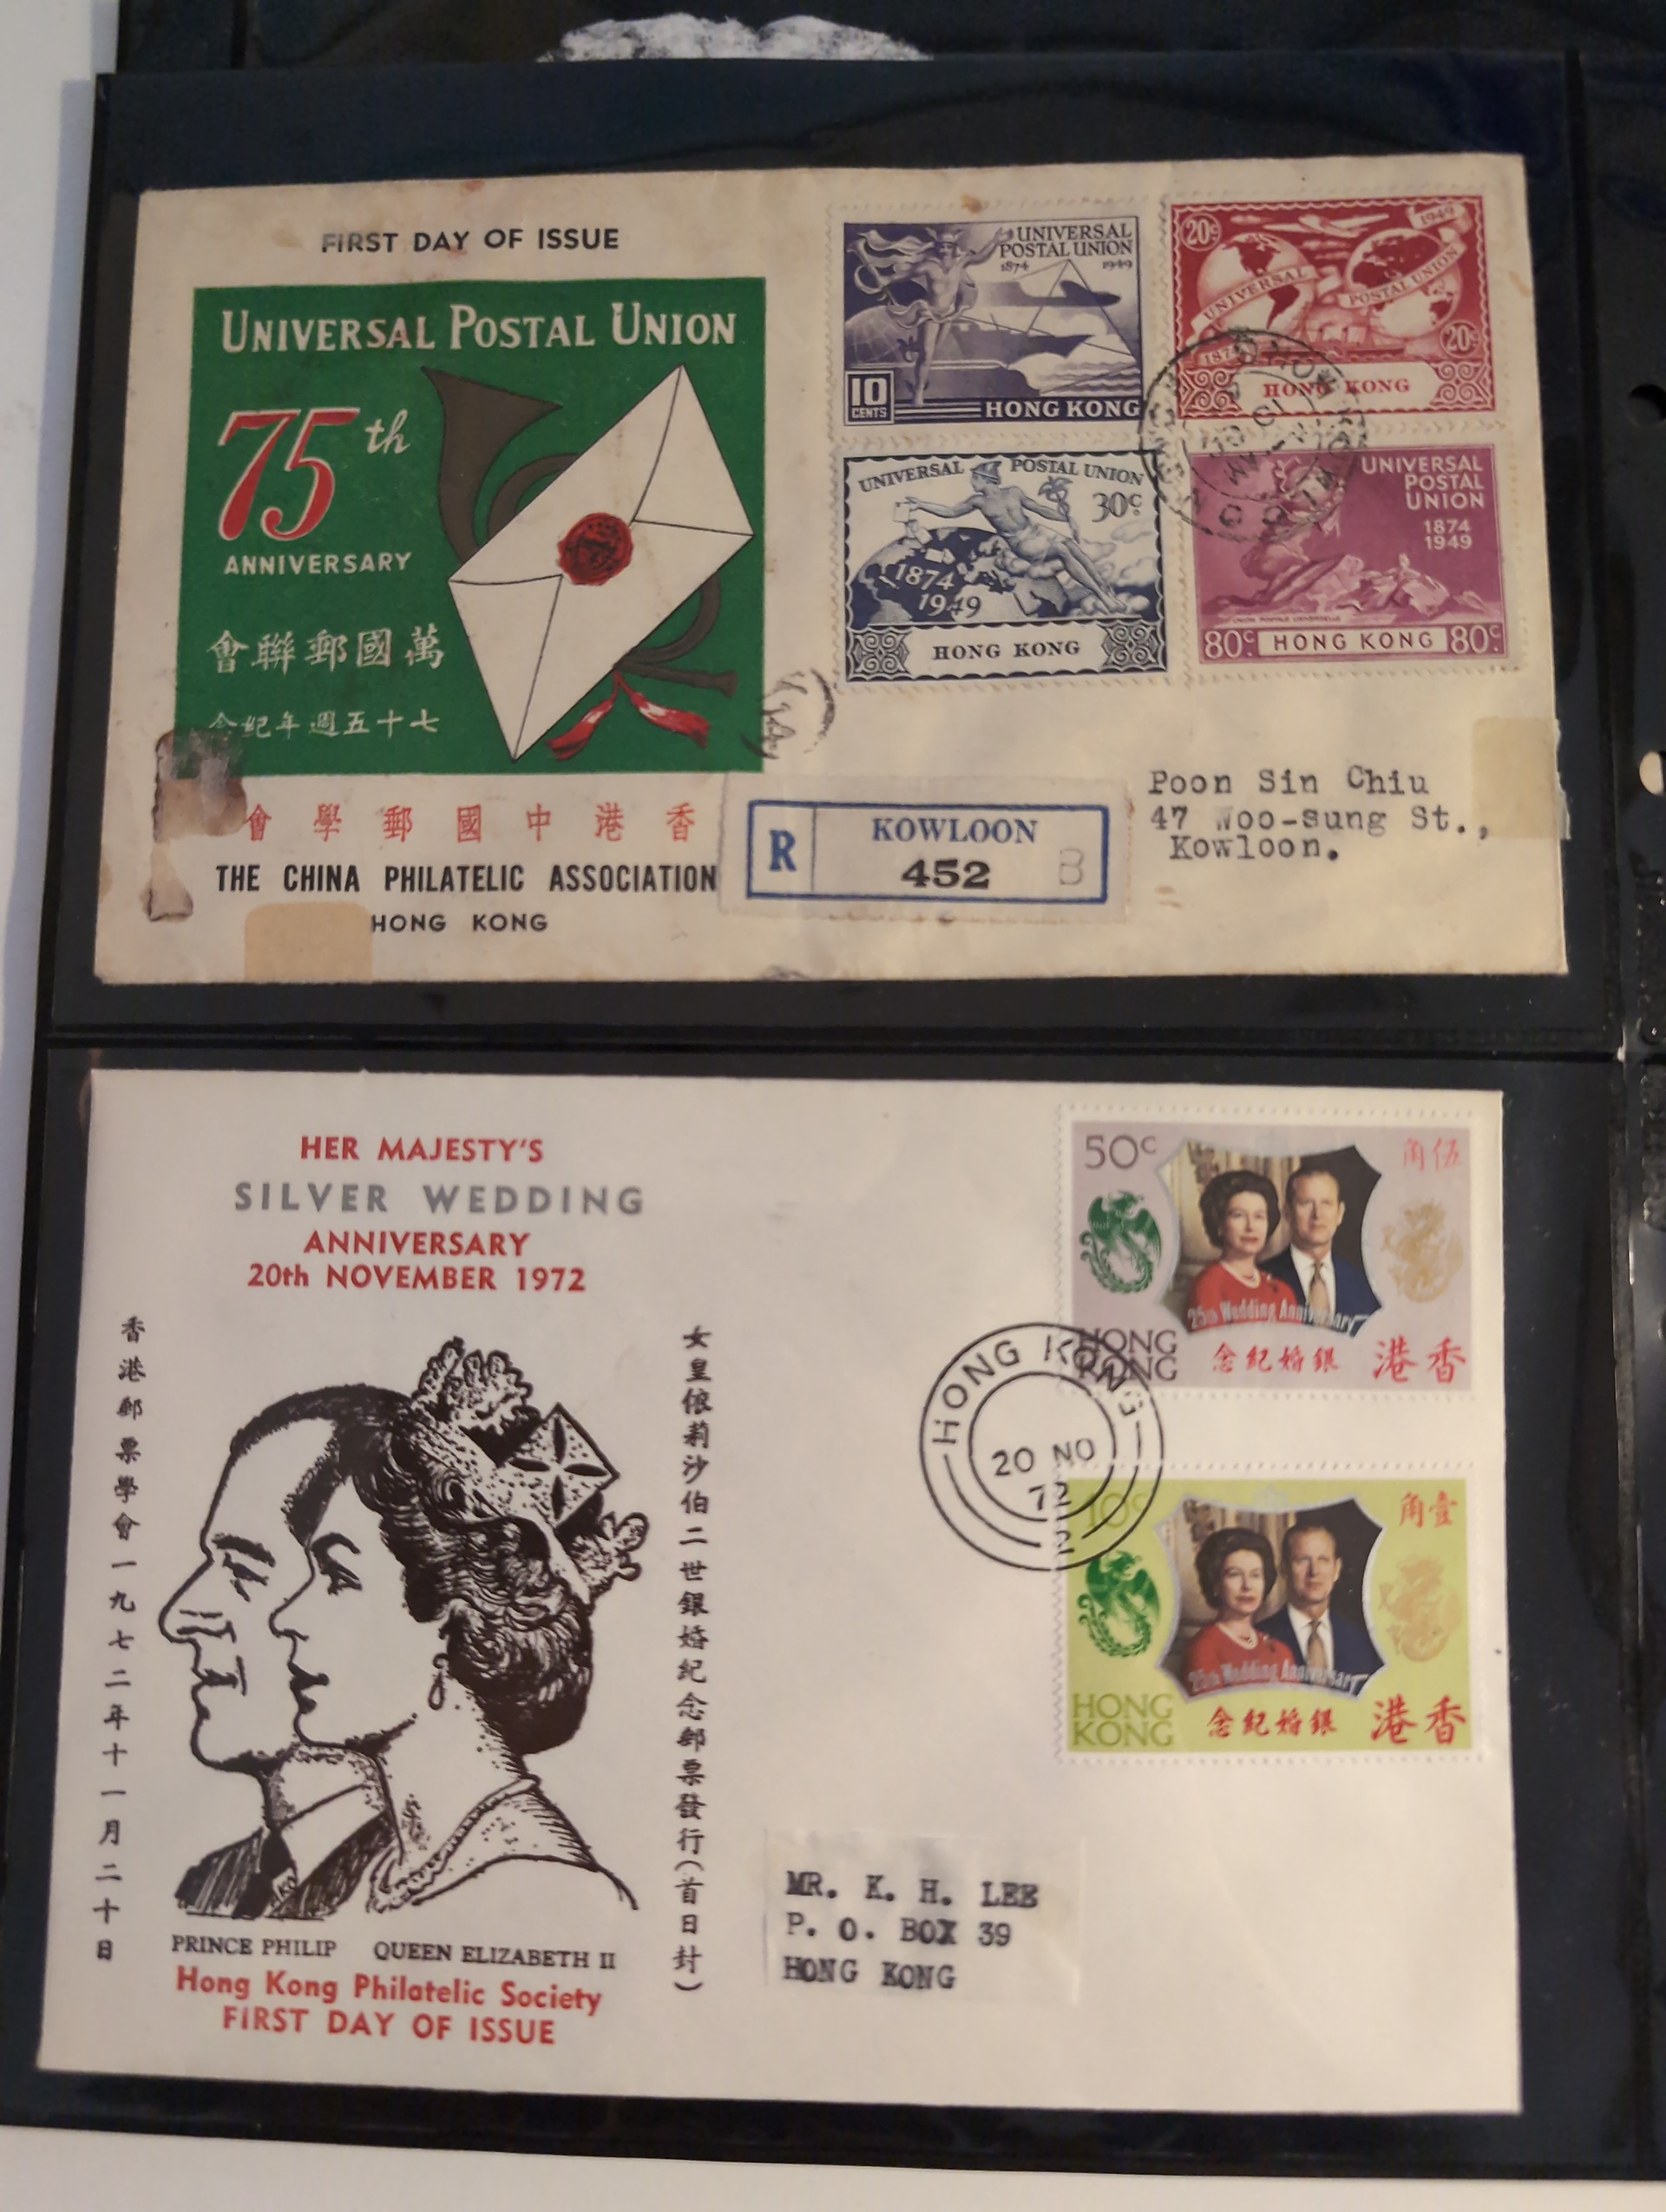 FIRST DAY OF ISSUE
UNIVERSAL POSTAL UNION
75th
ANNIVERSARY
會聯郵國萬
念紀年週五十七
會學郵國中港香
THE CHINA PHILATELIC ASSOCIATION
HONG KONG
UNIVERSAL
POSTAL UNION
1874 1949
10
CENTS
HONG KONG
20c
1949
UNIVERSAL POSTAL UNION
20c
HONG KONG
UNIVERSAL POSTAL UNION
30c
1874
1949
HONG KONG
UNIVERSAL
POSTAL
UNION
1874
1949
UNION POSTALE UNIVERSELLE
80c HONG KONG 80c
R
KOWLOON
452
B
Poon Sin Chiu
47 Woo-sung St.,
Kowloon.
HER MAJESTY'S
SILVER WEDDING
ANNIVERSARY
20th NOVEMBER 1972
香港郵票學會一九七二年十一月二十日
女皇依莉沙伯二世銀婚紀念郵票發行(首日封)
PRINCE PHILIP QUEEN ELIZABETH II
Hong Kong Philatelic Society
FIRST DAY OF ISSUE
50c
角伍
25th Wedding Anniversary
HONG
KONG
念紀婚銀
港香
HONG KONG
20 NO
72
10c
角壹
25th Wedding Anniversary
HONG
KONG
念紀婚銀
港香
MR. K. H. LEE
P. O. BOX 39
HONG KONG